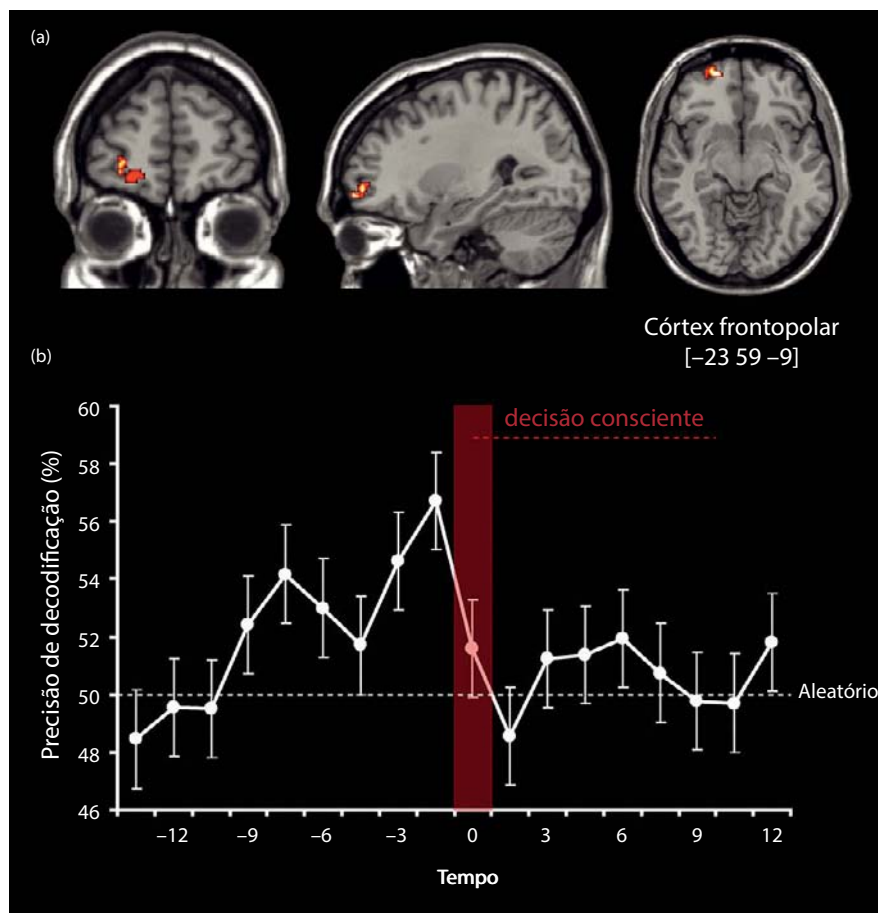 (a)
Córtex frontopolar
[–23 59 –9]
(b)
decisão consciente
Precisão de decodificação (%)
60
58
56
54
52
50
48
46
Aleatório
–12 –9 –6 –3 0 3 6 9 12
Tempo